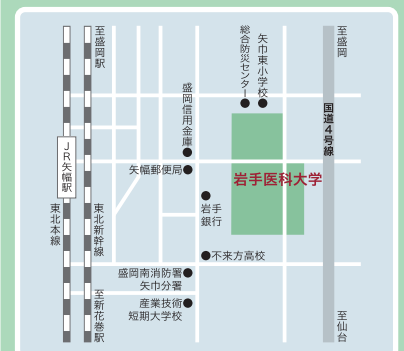 至盛岡駅
総合防災センター
矢巾東小学校
至盛岡
盛岡信用金庫
国道4号線
JR矢幅駅
矢幅郵便局
岩手医科大学
東北本線
東北新幹線
岩手
銀行
不来方高校
盛岡南消防署
矢巾分署
至新花巻駅
産業技術
短期大学校
至仙台